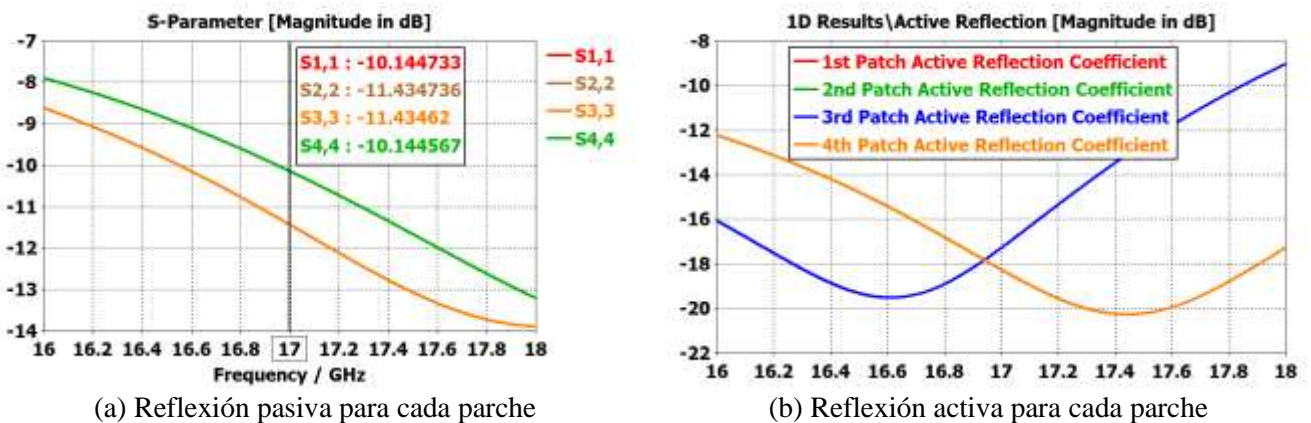 S-Parameter [Magnitude in dB]
-7
-8
-9
-10
-11
-12
-13
-14
S1,1 : -10.144733
S2,2 : -11.434736
S3,3 : -11.43462
S4,4 : -10.144567
S1,1
S2,2
S3,3
S4,4
16 16.2 16.4 16.6 16.8 17 17.2 17.4 17.6 17.8 18
Frequency / GHz
(a) Reflexión pasiva para cada parche
1D Results\Active Reflection [Magnitude in dB]
-8
-10
-12
-14
-16
-18
-20
-22
1st Patch Active Reflection Coefficient
2nd Patch Active Reflection Coefficient
3rd Patch Active Reflection Coefficient
4th Patch Active Reflection Coefficient
16 16.2 16.4 16.6 16.8 17 17.2 17.4 17.6 17.8 18
(b) Reflexión activa para cada parche